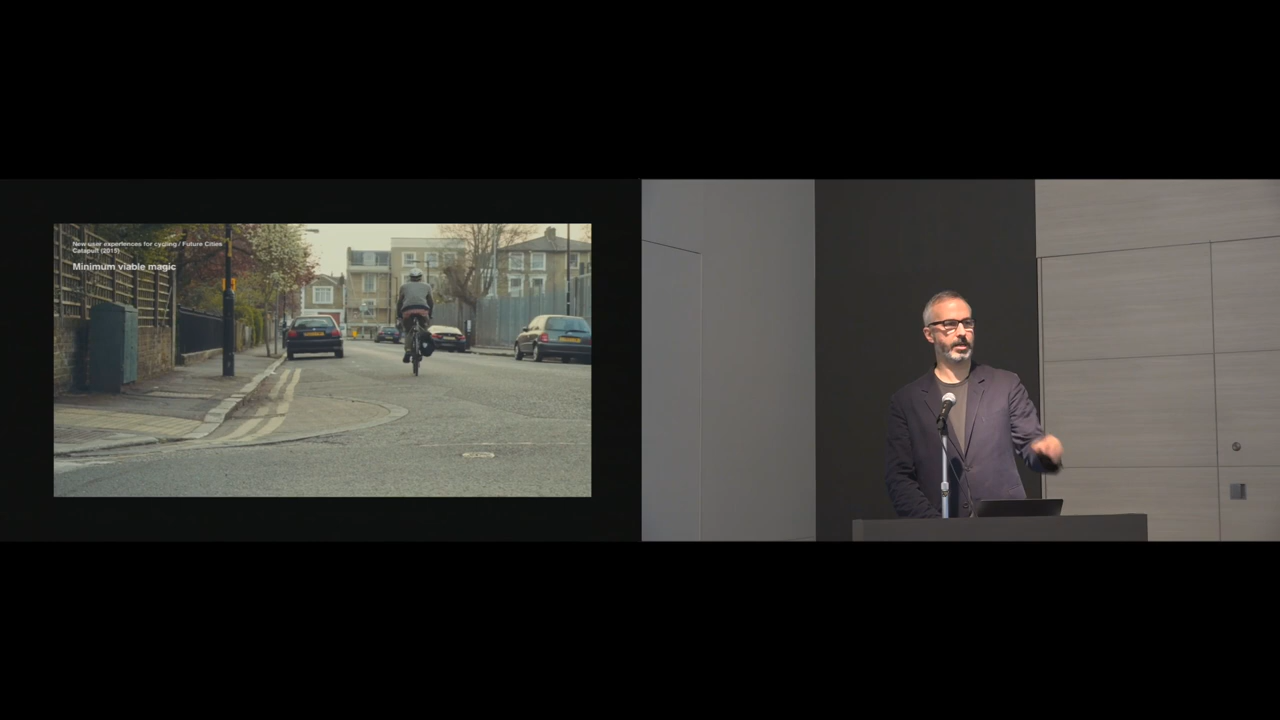 New user experiences for cycling / Future Cities
Catapult (2015)
Minimum viable magic